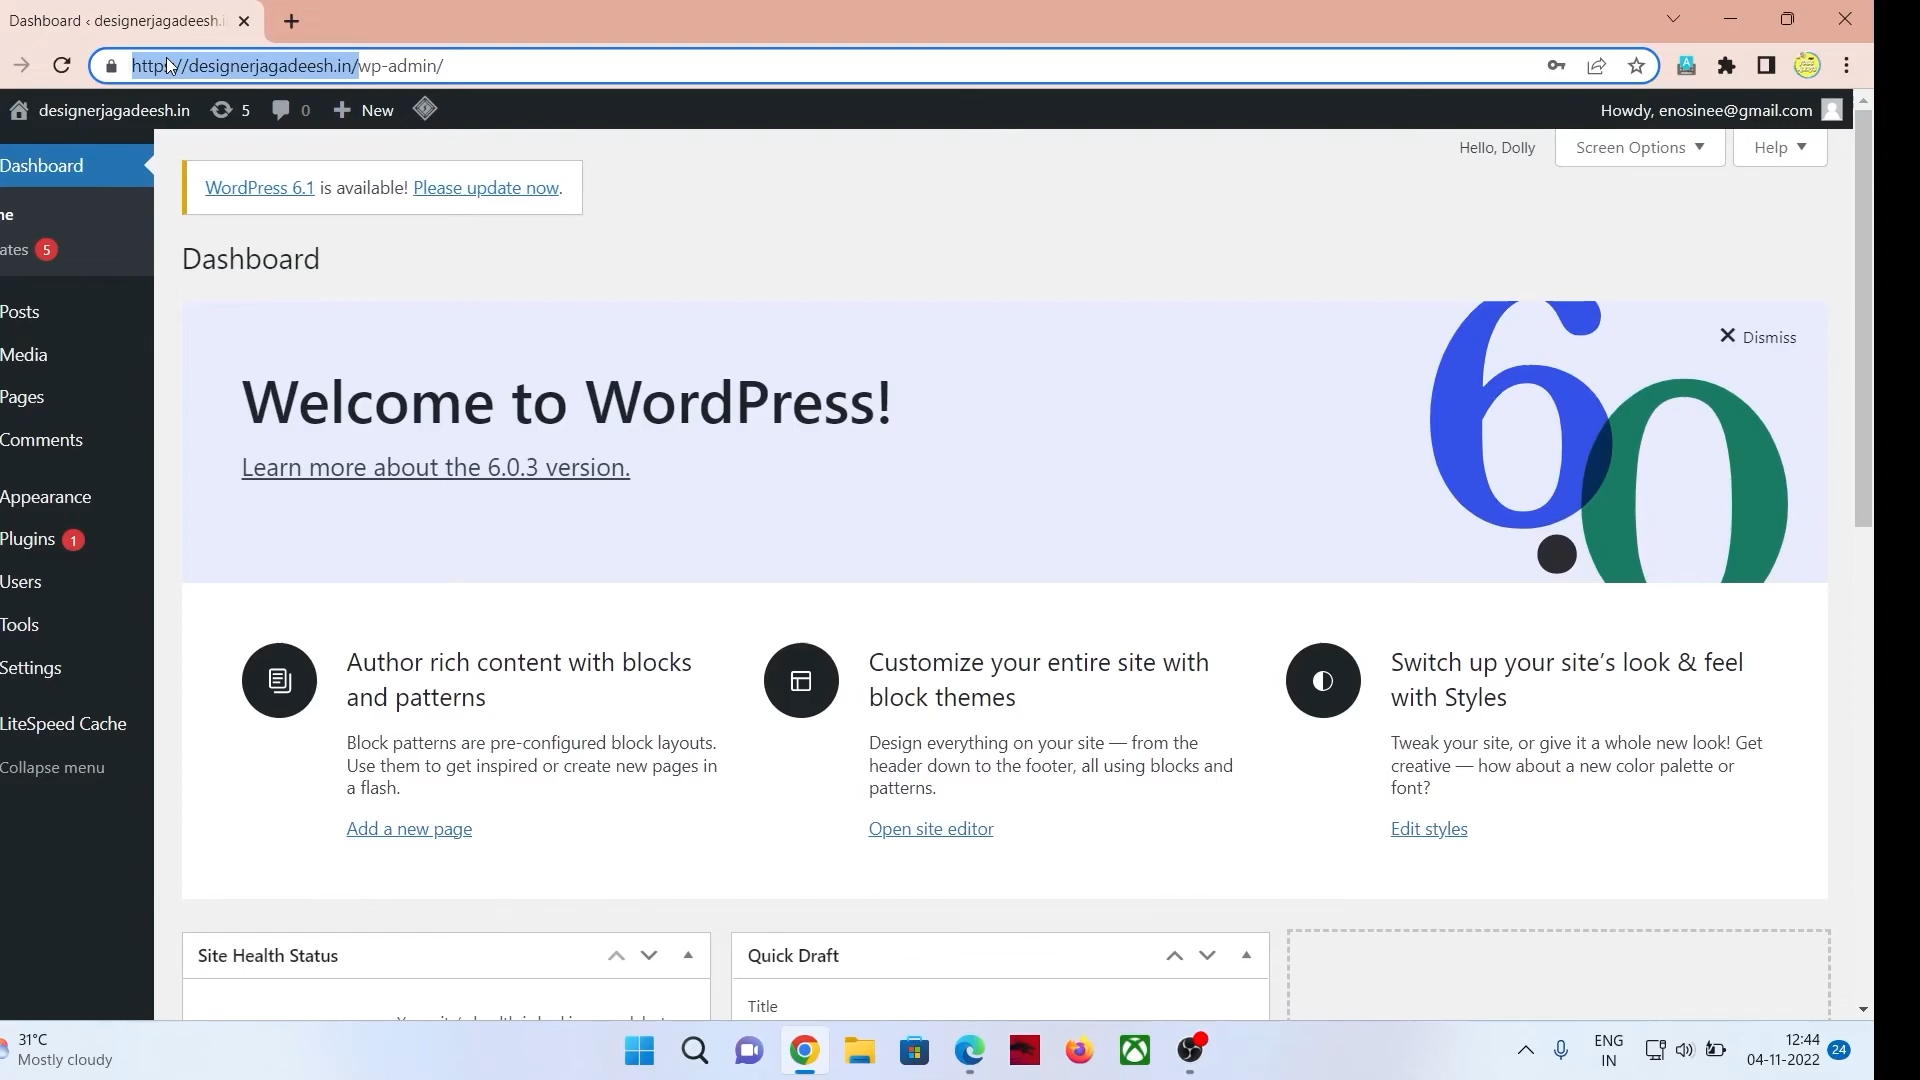 Dashboard ‹ designerjagadeesh.i
https://designerjagadeesh.in/wp-admin/
designerjagadeesh.in 5 0 New
Howdy, enosinee@gmail.com
Dashboard
Hello, Dolly
Screen Options
Help
WordPress 6.1 is available! Please update now.
me
ates 5
Dashboard
Posts
Media
Pages
Comments
Appearance
Plugins 1
Users
Tools
Settings
LiteSpeed Cache
Collapse menu
60
Dismiss
Welcome to WordPress!
Learn more about the 6.0.3 version.
Author rich content with blocks
and patterns
Block patterns are pre-configured block layouts.
Use them to get inspired or create new pages in
a flash.
Add a new page
Customize your entire site with
block themes
Design everything on your site — from the
header down to the footer, all using blocks and
patterns.
Open site editor
Switch up your site's look & feel
with Styles
Tweak your site, or give it a whole new look! Get
creative — how about a new color palette or
font?
Edit styles
Site Health Status
Quick Draft
Title
31°C
Mostly cloudy
ENG
IN
12:44
04-11-2022
24